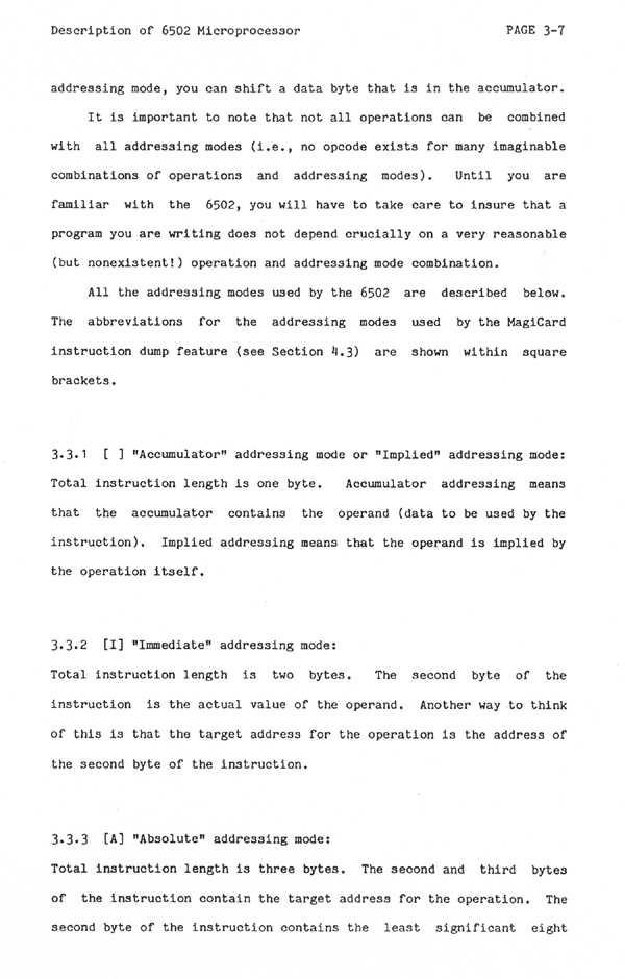 Description of 6502 Microprocessor PAGE 3-7
addressing mode, you can shift a data byte that is in the accumulator.
It is important to note that not all operations can be combined
with all addressing modes (i.e., no opcode exists for many imaginable
combinations of operations and addressing modes). Until you are
familiar with the 6502, you will have to take care to insure that a
program you are writing does not depend crucially on a very reasonable
(but nonexistent!) operation and addressing mode combination.
All the addressing modes used by the 6502 are described below.
The abbreviations for the addressing modes used by the MagiCard
instruction dump feature (see Section 4.3) are shown within square
brackets.
3.3.1 [ ] "Accumulator" addressing mode or "Implied" addressing mode:
Total instruction length is one byte. Accumulator addressing means
that the accumulator contains the operand (data to be used by the
instruction). Implied addressing means that the operand is implied by
the operation itself.
3.3.2 [I] "Immediate" addressing mode:
Total instruction length is two bytes. The second byte of the
instruction is the actual value of the operand. Another way to think
of this is that the target address for the operation is the address of
the second byte of the instruction.
3.3.3 [A] "Absolute" addressing mode:
Total instruction length is three bytes. The second and third bytes
of the instruction contain the target address for the operation. The
second byte of the instruction contains the least significant eight